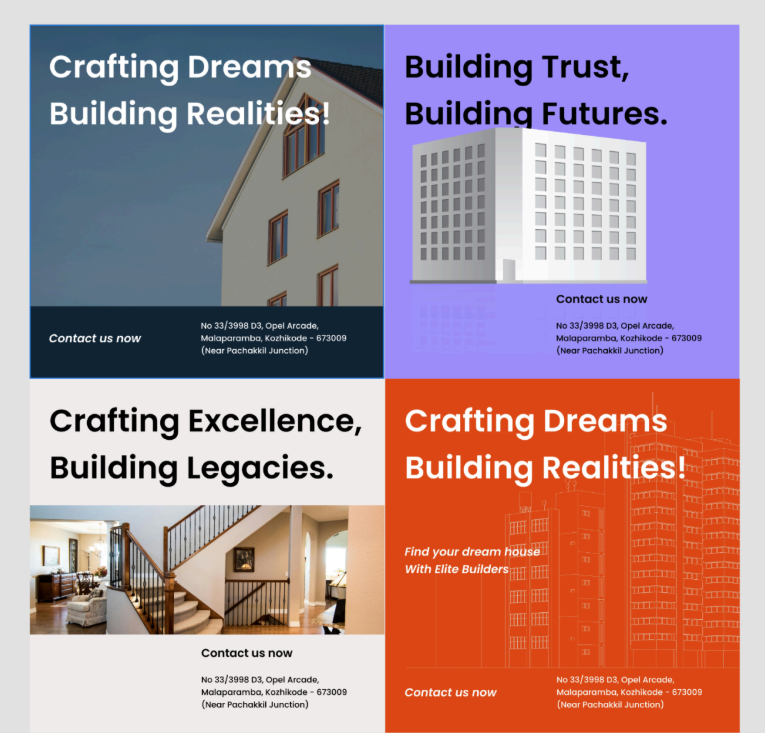 Crafting Dreams
Building Realities!
Contact us now
No 33/3998 D3, Opel Arcade,
Malaparamba, Kozhikode - 673009
(Near Pachakkil Junction)
Building Trust,
Building Futures.
Contact us now
No 33/3998 D3, Opel Arcade,
Malaparamba, Kozhikode - 673009
(Near Pachakkil Junction)
Crafting Excellence,
Building Legacies.
Contact us now
No 33/3998 D3, Opel Arcade,
Malaparamba, Kozhikode - 673009
(Near Pachakkil Junction)
Crafting Dreams
Building Realities!
Find your dream house
With Elite Builders
Contact us now
No 33/3998 D3, Opel Arcade,
Malaparamba, Kozhikode - 673009
(Near Pachakkil Junction)